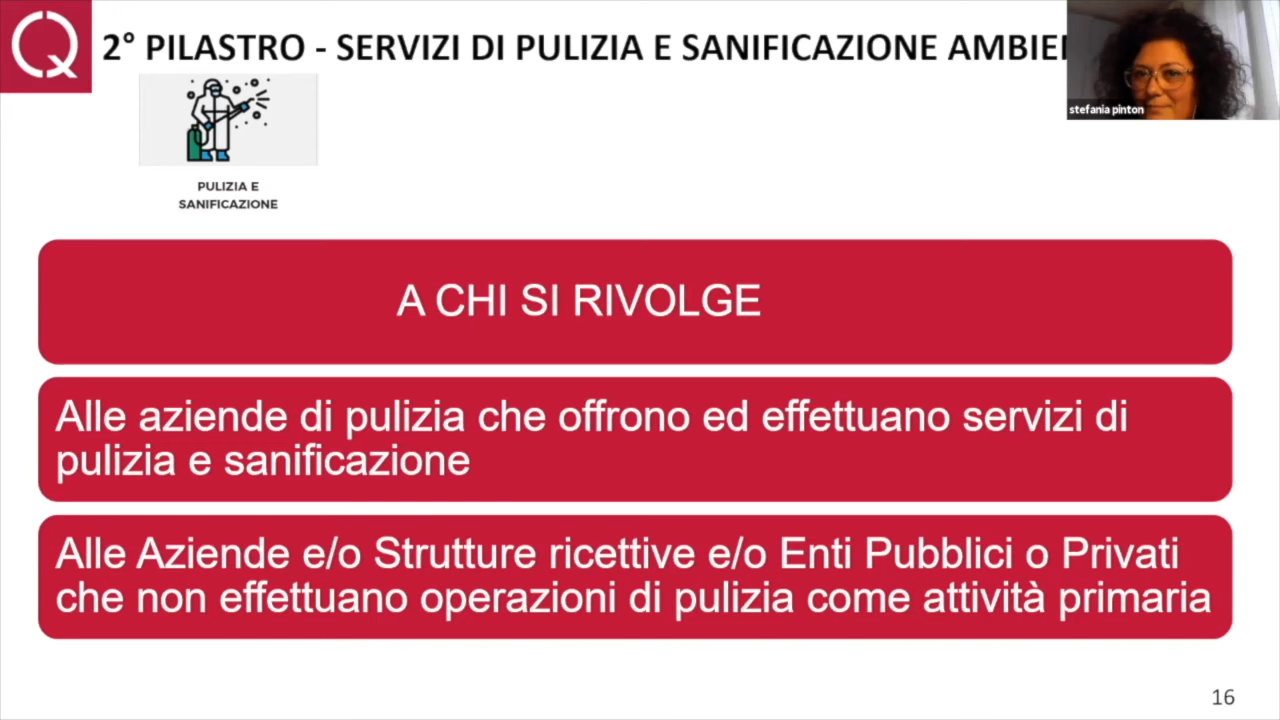 2° PILASTRO - SERVIZI DI PULIZIA E SANIFICAZIONE
stefania pinton
PULIZIA E
SANIFICAZIONE
A CHI SI RIVOLGE
Alle aziende di pulizia che offrono ed effettuano servizi di
pulizia e sanificazione
Alle Aziende e/o Strutture ricettive e/o Enti Pubblici o Privati
che non effettuano operazioni di pulizia come attività primaria
16